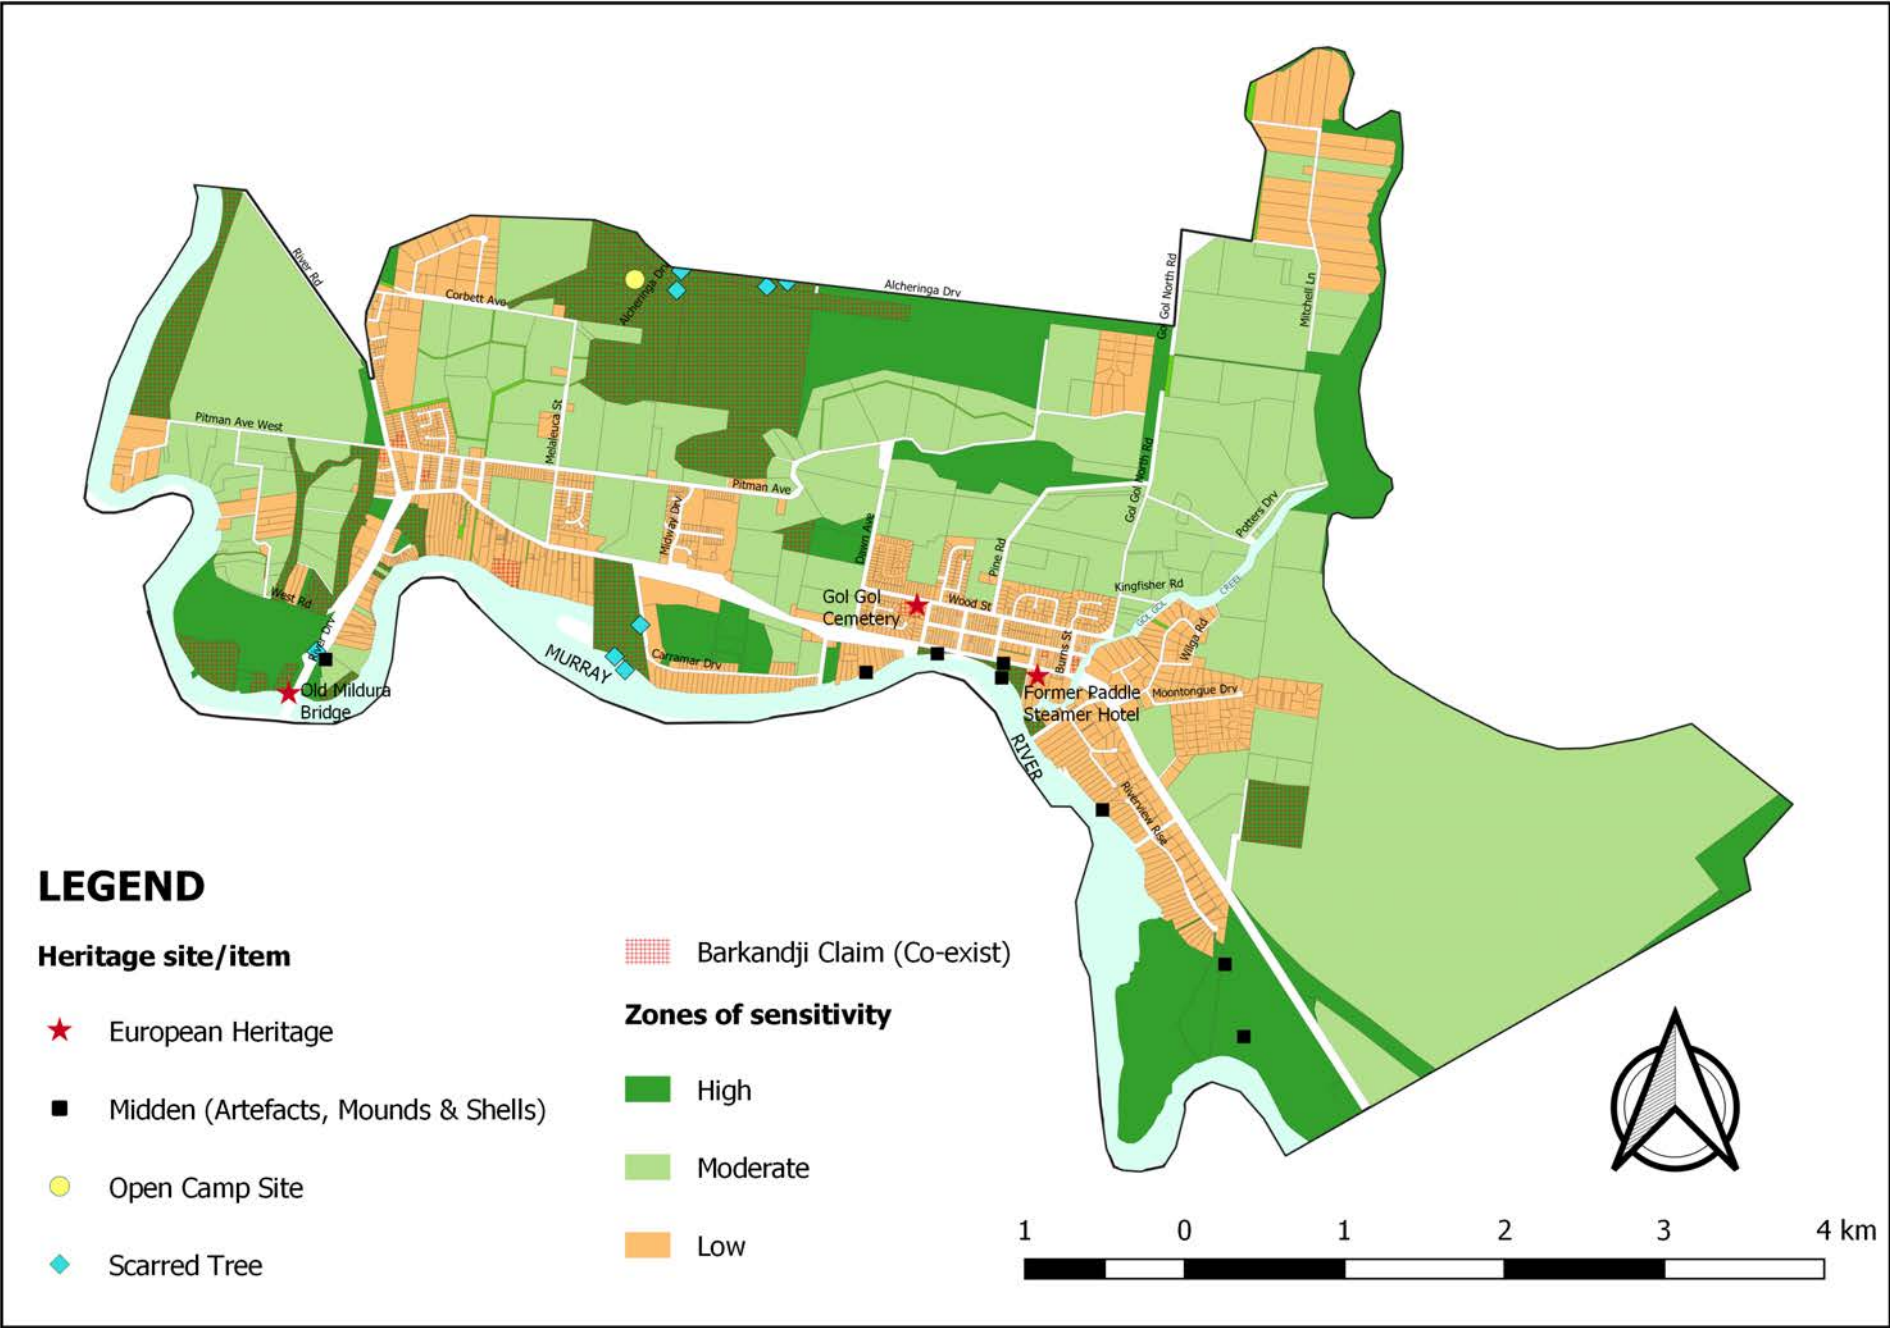 River Rd
Corbett Ave
Alcheringa Drv
Alcheringa Drv
Gol Gol North Rd
Mitchell Ln
Pitman Ave West
Melaleuca St
Pitman Ave
Midway Drv
Dawn Ave
Pine Rd
Gol Gol North Rd
Potters Drv
Kingfisher Rd
GOL GOL
CREEK
West Rd
River Drv
Gol Gol
Cemetery
Wood St
Burns St
Wilga Rd
MURRAY
Carramar Drv
Moontongue Drv
Old Mildura
Bridge
Former Paddle
Steamer Hotel
RIVER
Riverview Rise
LEGEND
Heritage site/item
European Heritage
Midden (Artefacts, Mounds & Shells)
Open Camp Site
Scarred Tree
Barkandji Claim (Co-exist)
Zones of sensitivity
High
Moderate
Low
1 0 1 2 3 4 km